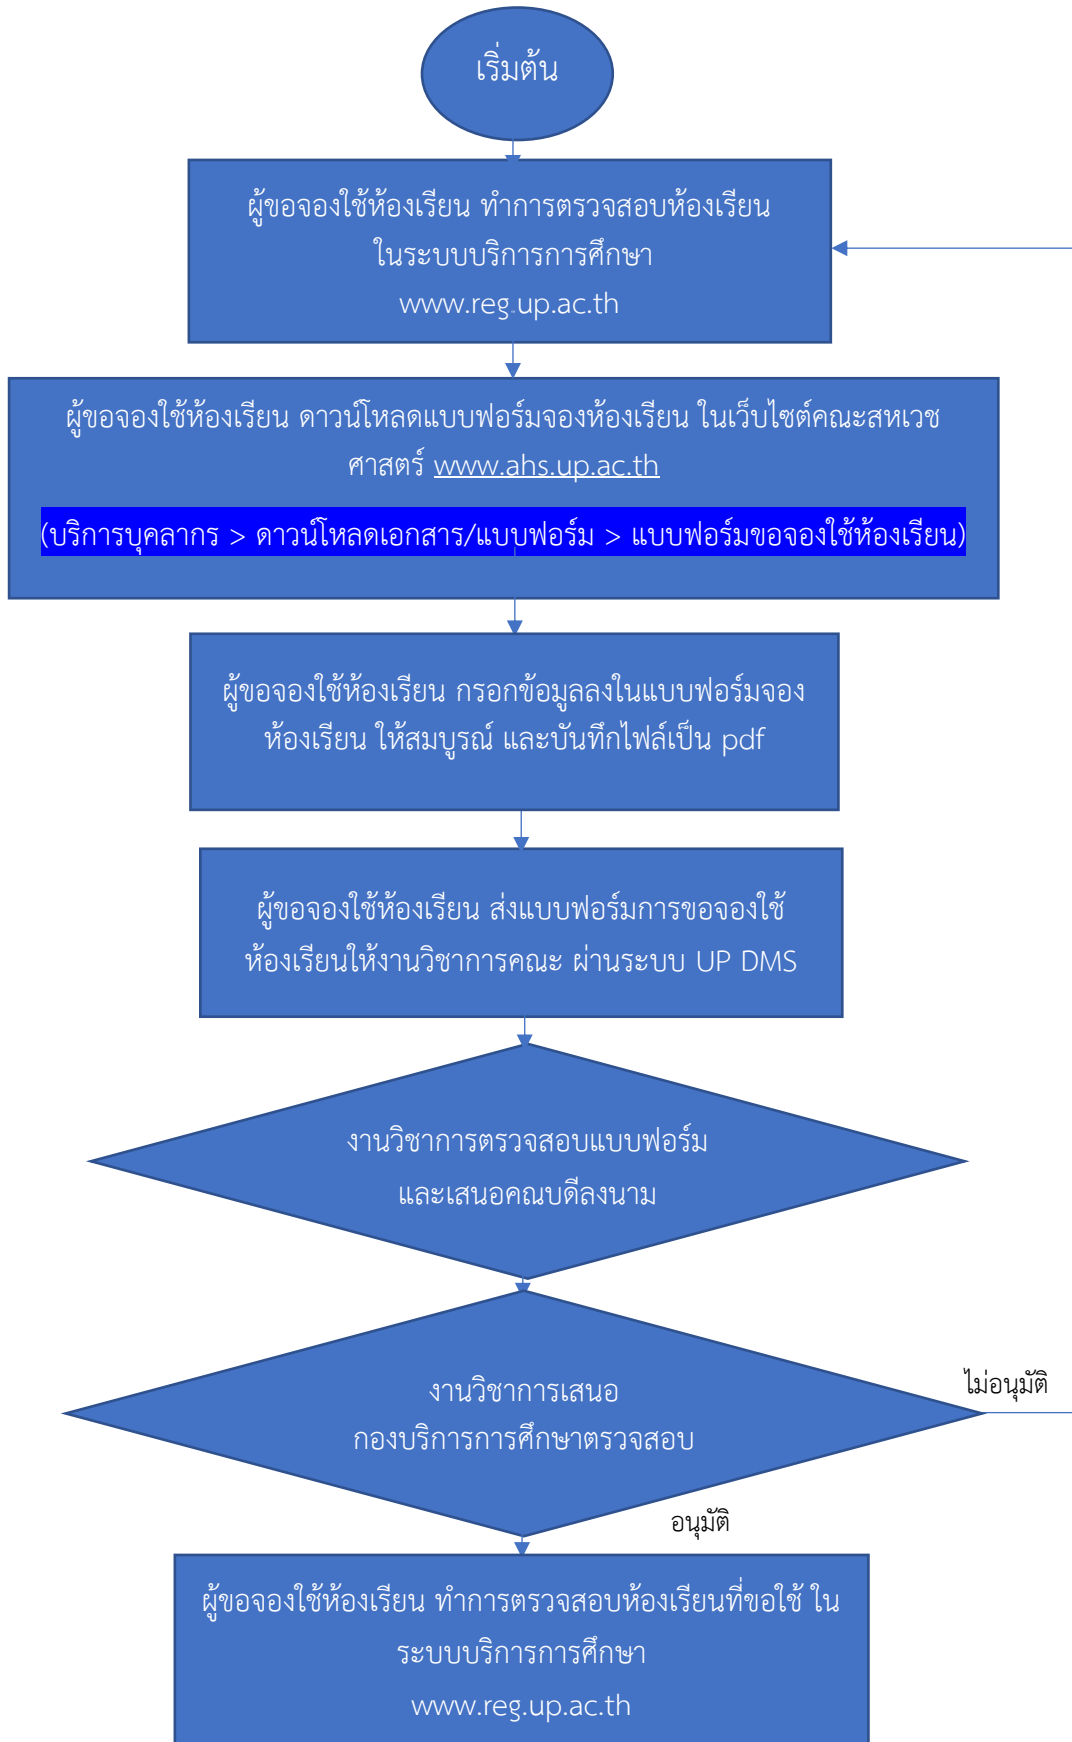 เริ่มต้น
ผู้ขอจองใช้ห้องเรียน ทำการตรวจสอบห้องเรียน
ในระบบบริการการศึกษา
www.reg.up.ac.th
ผู้ขอจองใช้ห้องเรียน ดาวน์โหลดแบบฟอร์มจองห้องเรียน ในเว็บไซต์คณะสหเวช
ศาสตร์ www.ahs.up.ac.th
(บริการบุคลากร > ดาวน์โหลดเอกสาร/แบบฟอร์ม > แบบฟอร์มขอจองใช้ห้องเรียน)
ผู้ขอจองใช้ห้องเรียน กรอกข้อมูลลงในแบบฟอร์มจอง
ห้องเรียน ให้สมบูรณ์ และบันทึกไฟล์เป็น pdf
ผู้ขอจองใช้ห้องเรียน ส่งแบบฟอร์มการขอจองใช้
ห้องเรียนให้งานวิชาการคณะ ผ่านระบบ UP DMS
งานวิชาการตรวจสอบแบบฟอร์ม
และเสนอคณบดีลงนาม
งานวิชาการเสนอ
กองบริการการศึกษาตรวจสอบ
ไม่อนุมัติ
อนุมัติ
ผู้ขอจองใช้ห้องเรียน ทำการตรวจสอบห้องเรียนที่ขอใช้ ใน
ระบบบริการการศึกษา
www.reg.up.ac.th